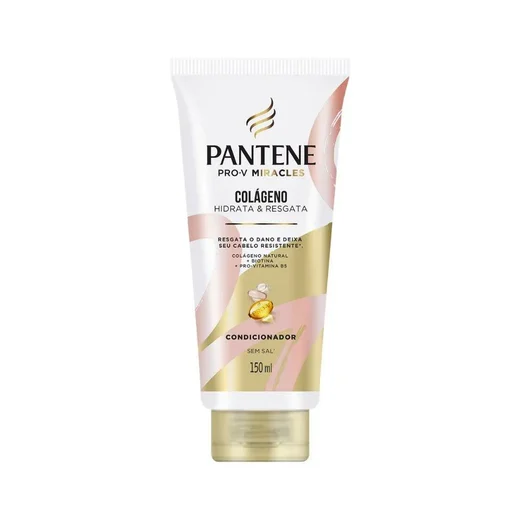 PANTENE
PRO-V MIRACLES
COLÁGENO
HIDRATA & RESGATA
RESGATA O DANO E DEIXA
SEU CABELO RESISTENTE*.
COLÁGENO NATURAL
+ BIOTINA
+ PRO-VITAMINA B5
CONDICIONADOR
SEM SAL¹
150 ml